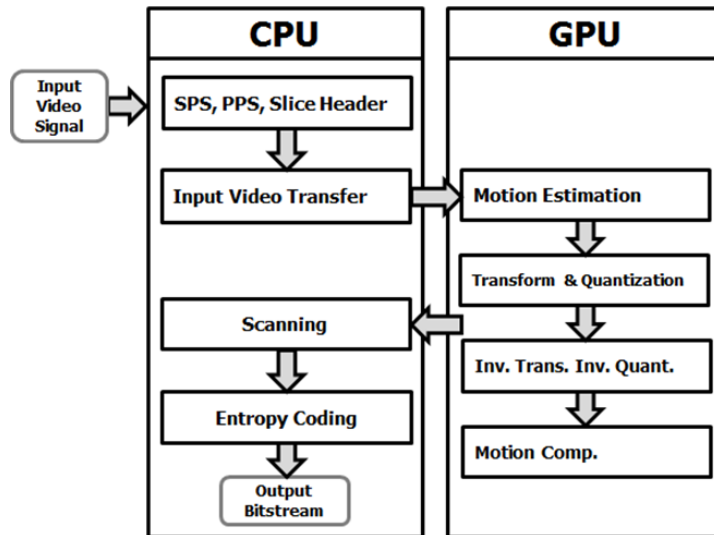 CPU
GPU
Input
Video
Signal
SPS, PPS, Slice Header
Input Video Transfer
Motion Estimation
Transform & Quantization
Scanning
Inv. Trans. Inv. Quant.
Entropy Coding
Motion Comp.
Output
Bitstream